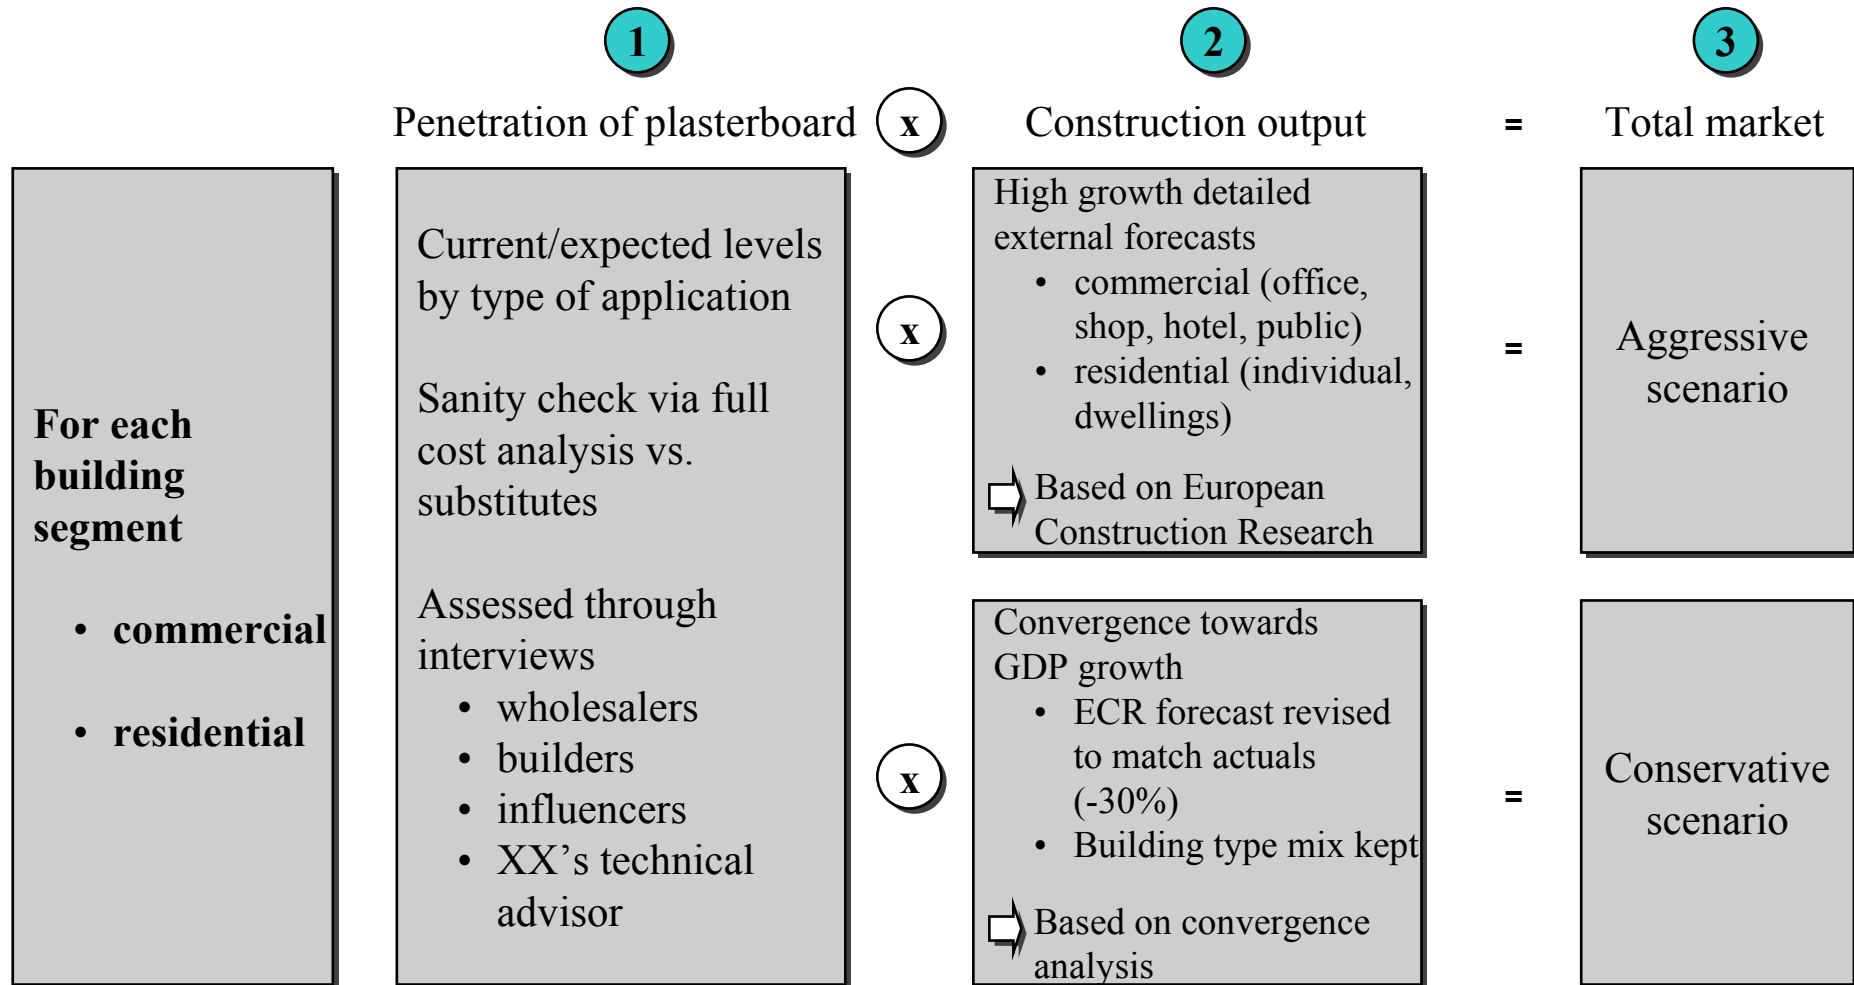 1
2
3
Penetration of plasterboard x Construction output = Total market
For each
building
segment
• commercial
• residential
Current/expected levels
by type of application
Sanity check via full
cost analysis vs.
substitutes
Assessed through
interviews
• wholesalers
• builders
• influencers
• XX’s technical
advisor
x
High growth detailed
external forecasts
• commercial (office,
shop, hotel, public)
• residential (individual,
dwellings)
Based on European
Construction Research
=
Aggressive
scenario
x
Convergence towards
GDP growth
• ECR forecast revised
to match actuals
(-30%)
• Building type mix kept
Based on convergence
analysis
=
Conservative
scenario